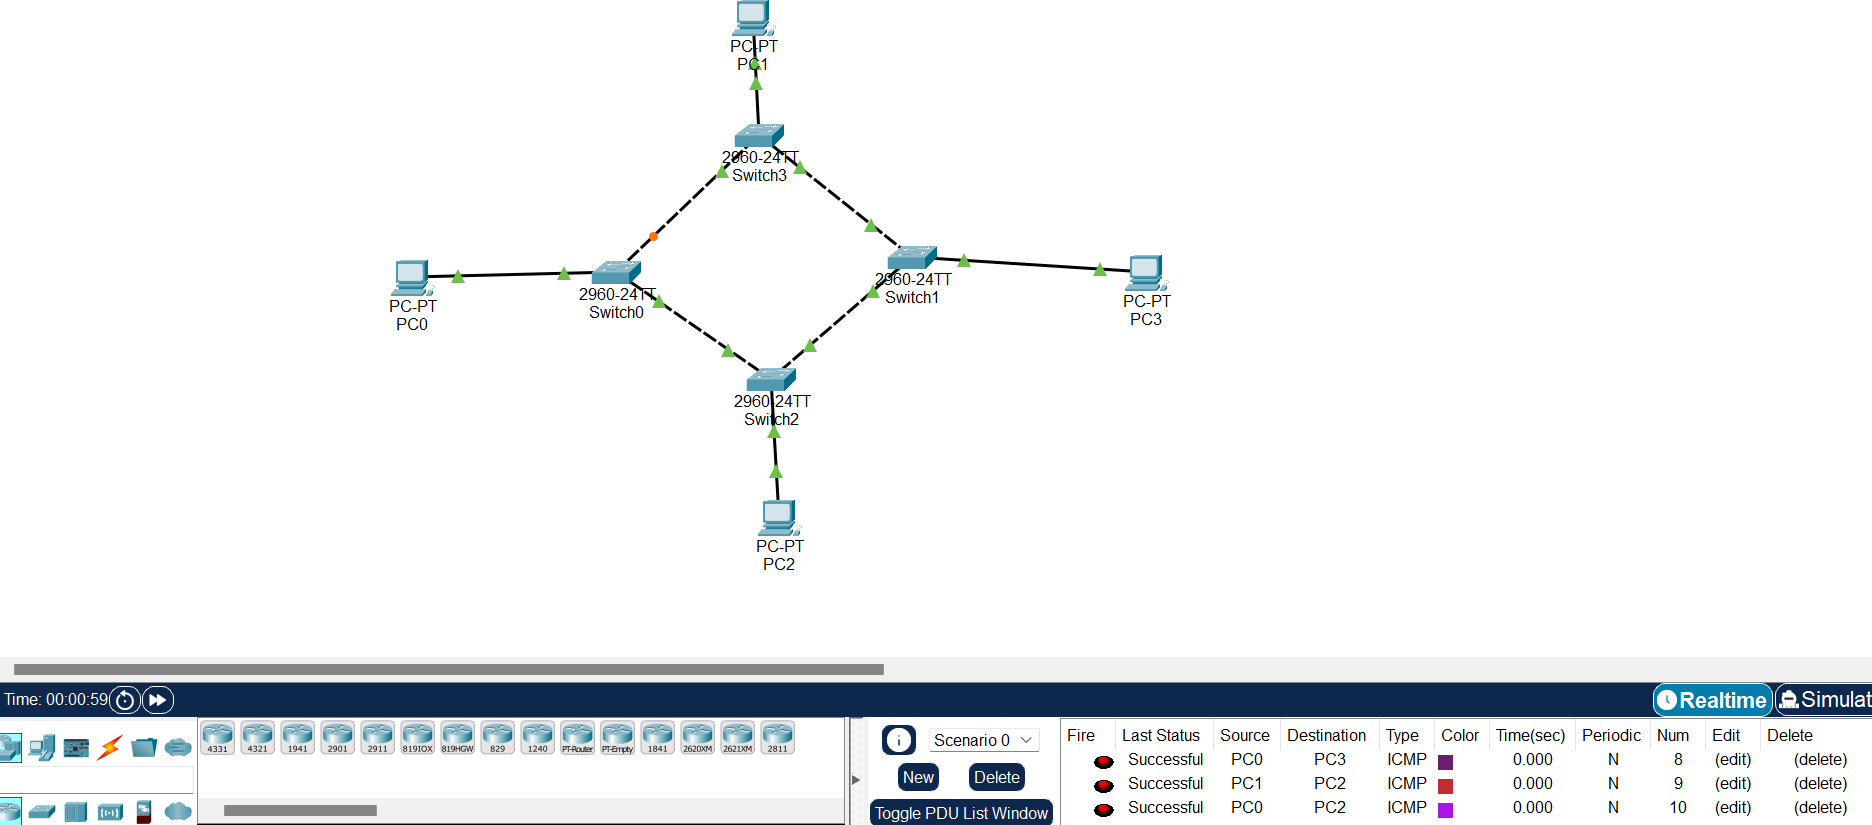 PC-PT
PC1
2960-24TT
Switch3
2960-24TT
Switch1
PC-PT
PC0
2960-24TT
Switch0
PC-PT
PC3
2960-24TT
Switch2
PC-PT
PC2
Time: 00:00:59
Realtime
Simulat
4331
4321
1941
2901
2911
819IOX
819HGW
829
1240
PT-Router
PT-Empty
1841
2620XM
2621XM
2811
Scenario 0
New
Delete
Toggle PDU List Window
Fire Last Status Source Destination Type Color Time(sec) Periodic Num Edit Delete
Successful PC0 PC3 ICMP 0.000 N 8 (edit) (delete)
Successful PC1 PC2 ICMP 0.000 N 9 (edit) (delete)
Successful PC0 PC2 ICMP 0.000 N 10 (edit) (delete)